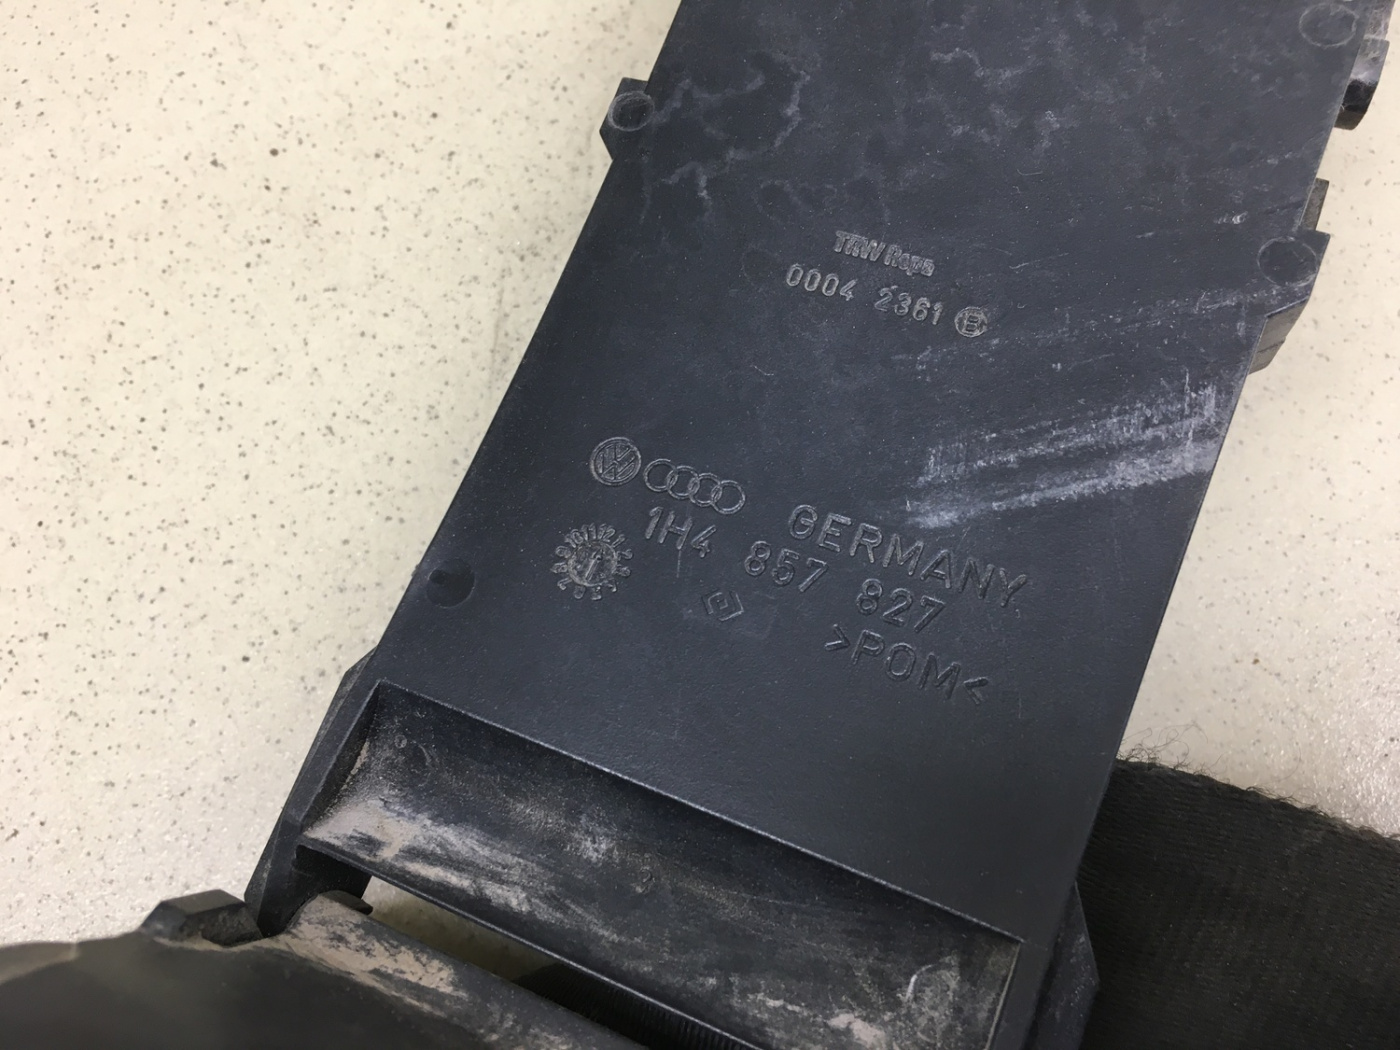 TRW Repa
0004 2361 B
GERMANY
1H4 857 827
>POM<